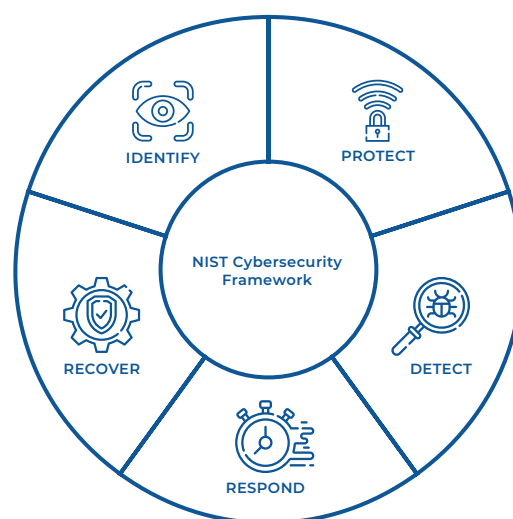 IDENTIFY
PROTECT
NIST Cybersecurity
Framework
RECOVER
DETECT
RESPOND